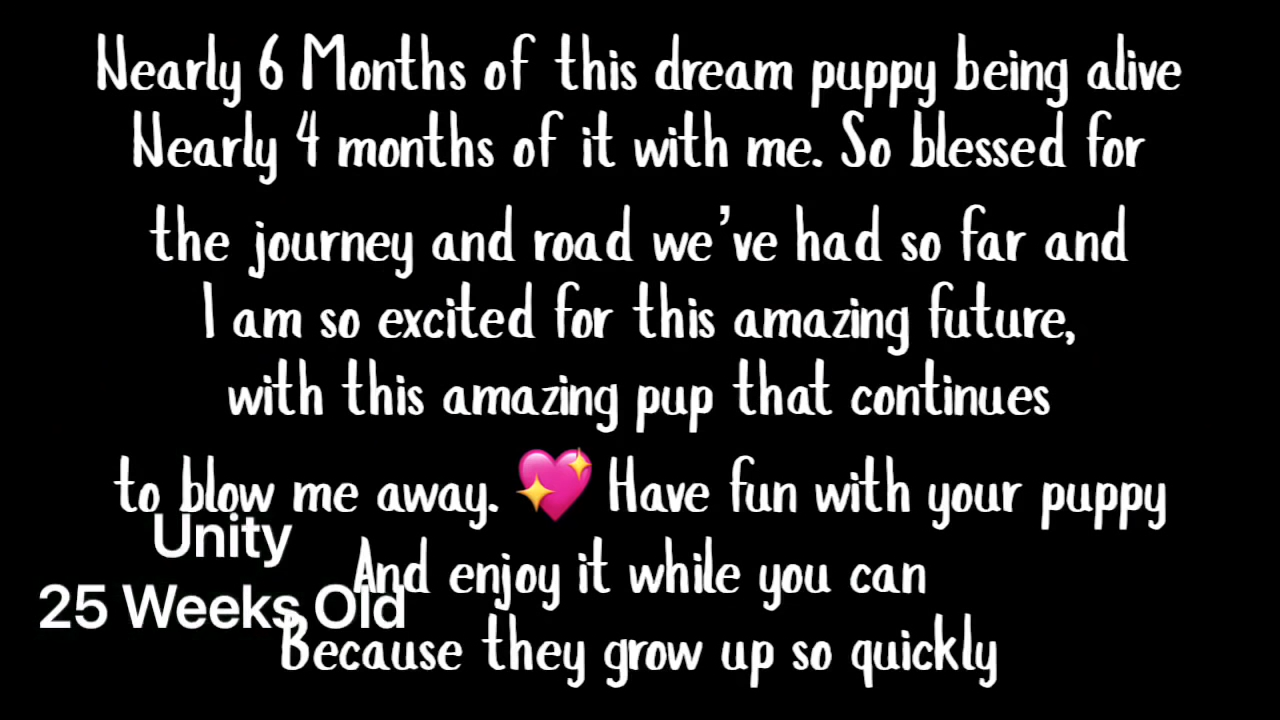 Nearly 6 Months of this dream puppy being alive
Nearly 4 months of it with me. So blessed for
the journey and road we've had so far and
I am so excited for this amazing future,
with this amazing pup that continues
to blow me away. 💖 Have fun with your puppy
Unity
And enjoy it while you can
25 Weeks Old
Because they grow up so quickly